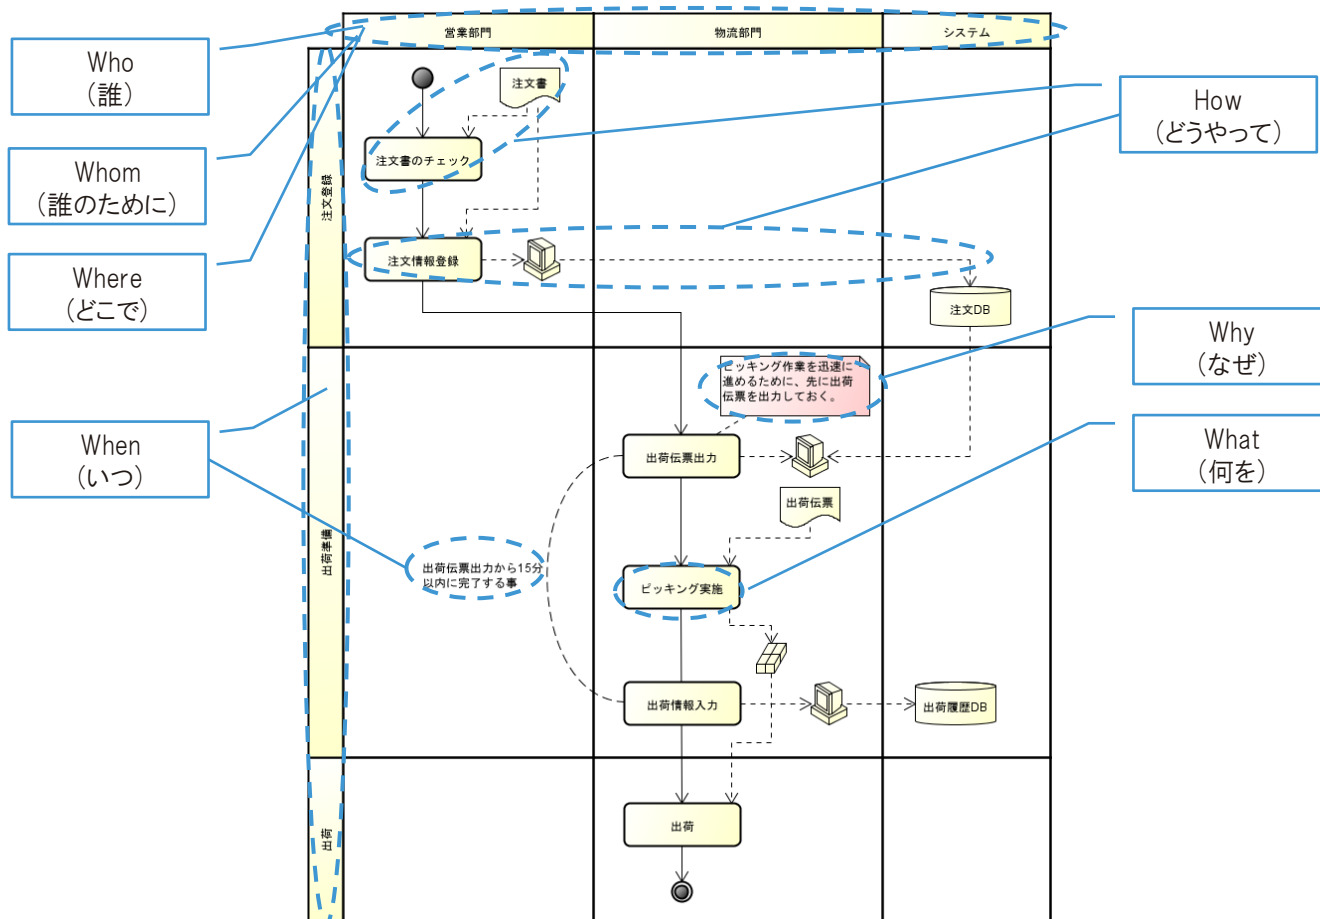 営業部門
物流部門
システム
Who
(誰)
Whom
(誰のために)
Where
(どこで)
When
(いつ)
How
(どうやって)
Why
(なぜ)
What
(何を)
注文登録
注文書
注文書のチェック
注文情報登録
注文DB
出荷準備
ピッキング作業を迅速に
進めるために、先に出荷
伝票を出力しておく。
出荷伝票出力
出荷伝票
出荷伝票出力から15分
以内に完了する事
ピッキング実施
出荷情報入力
出荷履歴DB
出荷
出荷